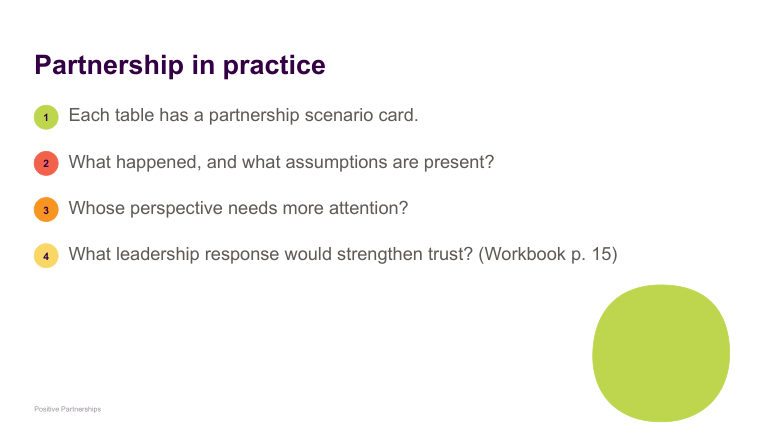 Partnership in practice
1 Each table has a partnership scenario card.
2 What happened, and what assumptions are present?
3 Whose perspective needs more attention?
4 What leadership response would strengthen trust? (Workbook p. 15)
Positive Partnerships